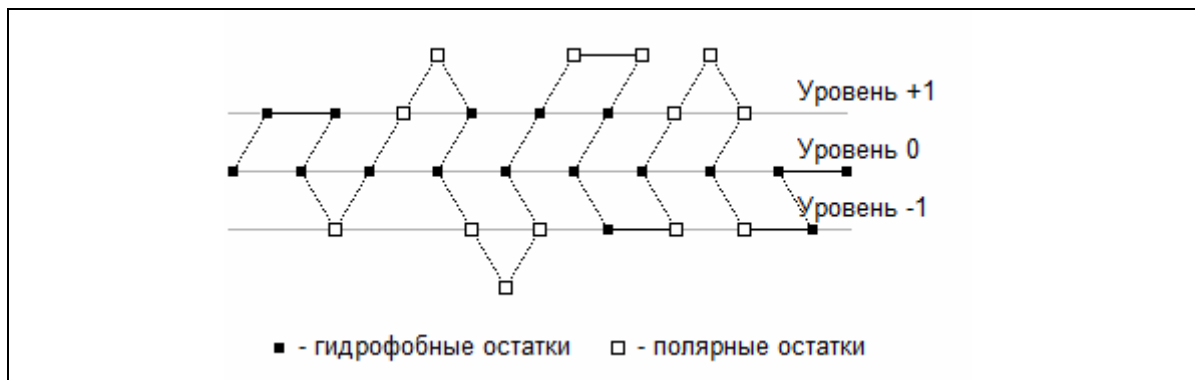 Уровень +1
Уровень 0
Уровень -1
- гидрофобные остатки - полярные остатки